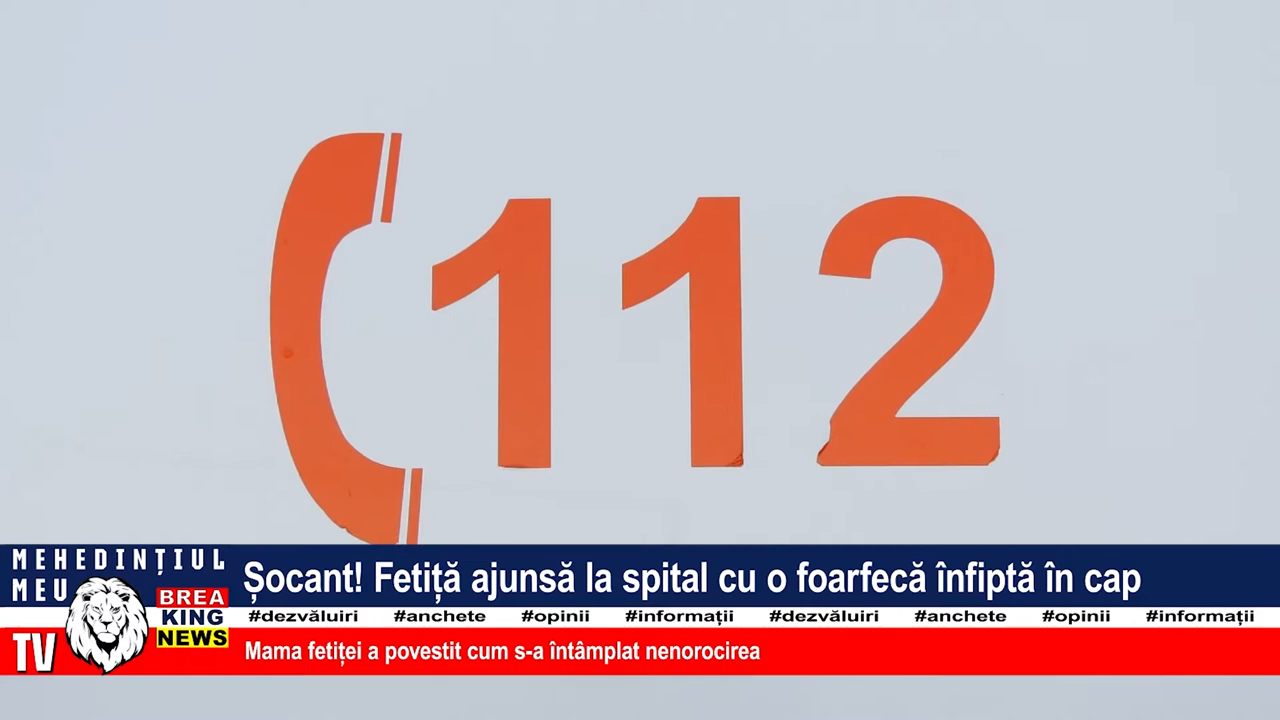 112
MEHEDINȚIUL
MEU
TV
BREA
KING
NEWS
Șocant! Fetiță ajunsă la spital cu o foarfecă înfiptă în cap
#dezvăluiri #anchete #opinii #informații #dezvăluiri #anchete #opinii #informații
Mama fetiței a povestit cum s-a întâmplat nenorocirea